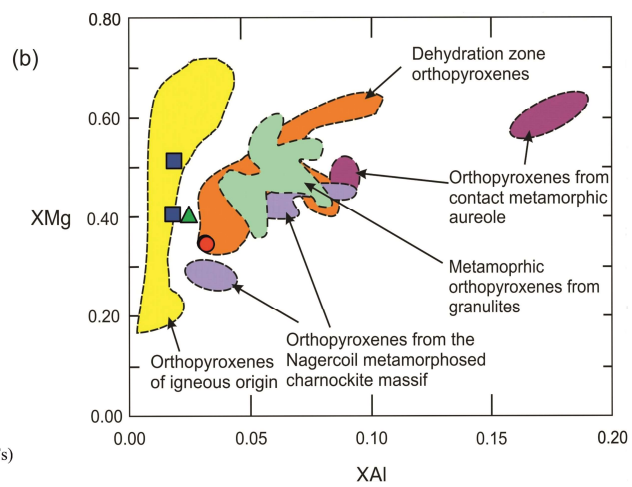 (b)
0.80
0.60
XMg
0.40
0.20
0.00
0.00
0.05
0.10
0.15
0.20
XAl
Dehydration zone
orthopyroxenes
Orthopyroxenes from
contact metamorphic
aureole
Metamoprhic
orthopyroxenes from
granulites
Orthopyroxenes from the
Nagercoil metamorphosed
charnockite massif
Orthopyroxenes
of igneous origin
s)